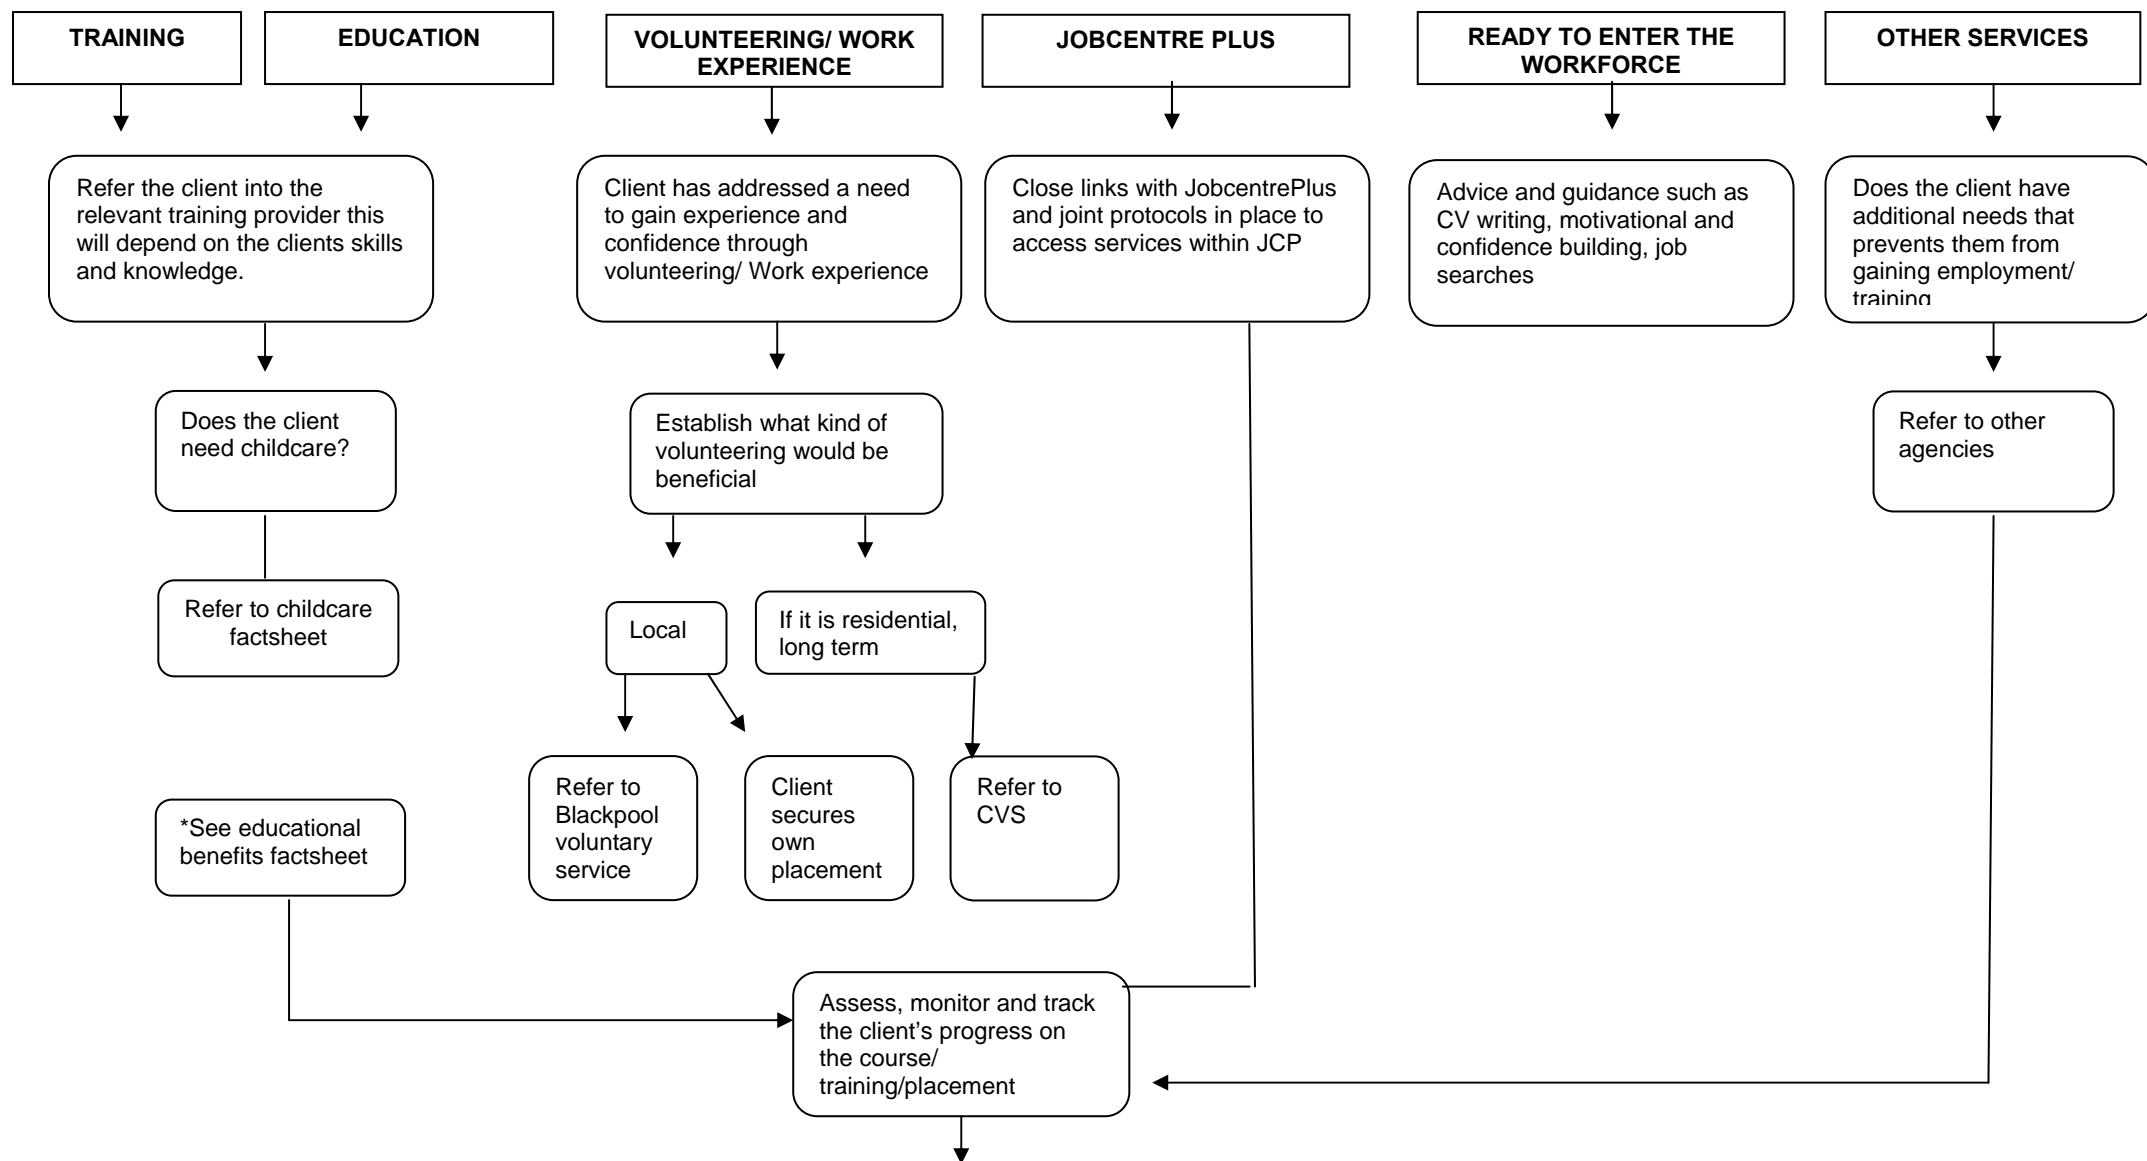 TRAINING
EDUCATION
VOLUNTEERING/ WORK
EXPERIENCE
JOBCENTRE PLUS
READY TO ENTER THE
WORKFORCE
OTHER SERVICES
Refer the client into the
relevant training provider this
will depend on the clients skills
and knowledge.
Client has addressed a need
to gain experience and
confidence through
volunteering/ Work experience
Close links with JobcentrePlus
and joint protocols in place to
access services within JCP
Advice and guidance such as
CV writing, motivational and
confidence building, job
searches
Does the client have
additional needs that
prevents them from
gaining employment/
training
Does the client
need childcare?
Establish what kind of
volunteering would be
beneficial
Refer to other
agencies
Refer to childcare
factsheet
Local
If it is residential,
long term
*See educational
benefits factsheet
Refer to
Blackpool
voluntary
service
Client
secures
own
placement
Refer to
CVS
Assess, monitor and track
the client’s progress on
the course/
training/placement